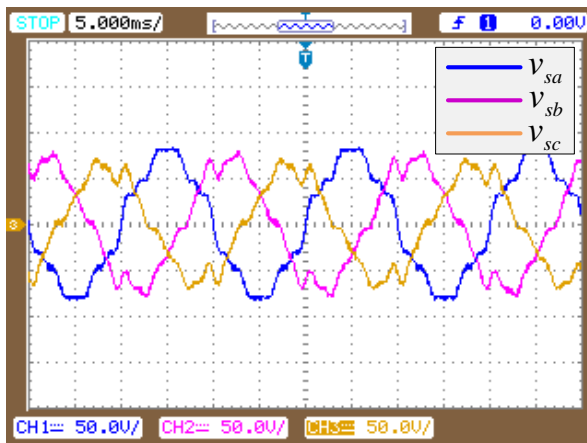 STOP 5.000ms/ T 1 0.00V
T
v_sa
v_sb
v_sc
3
CH1 50.0V/ CH2 50.0V/ CH3 50.0V/